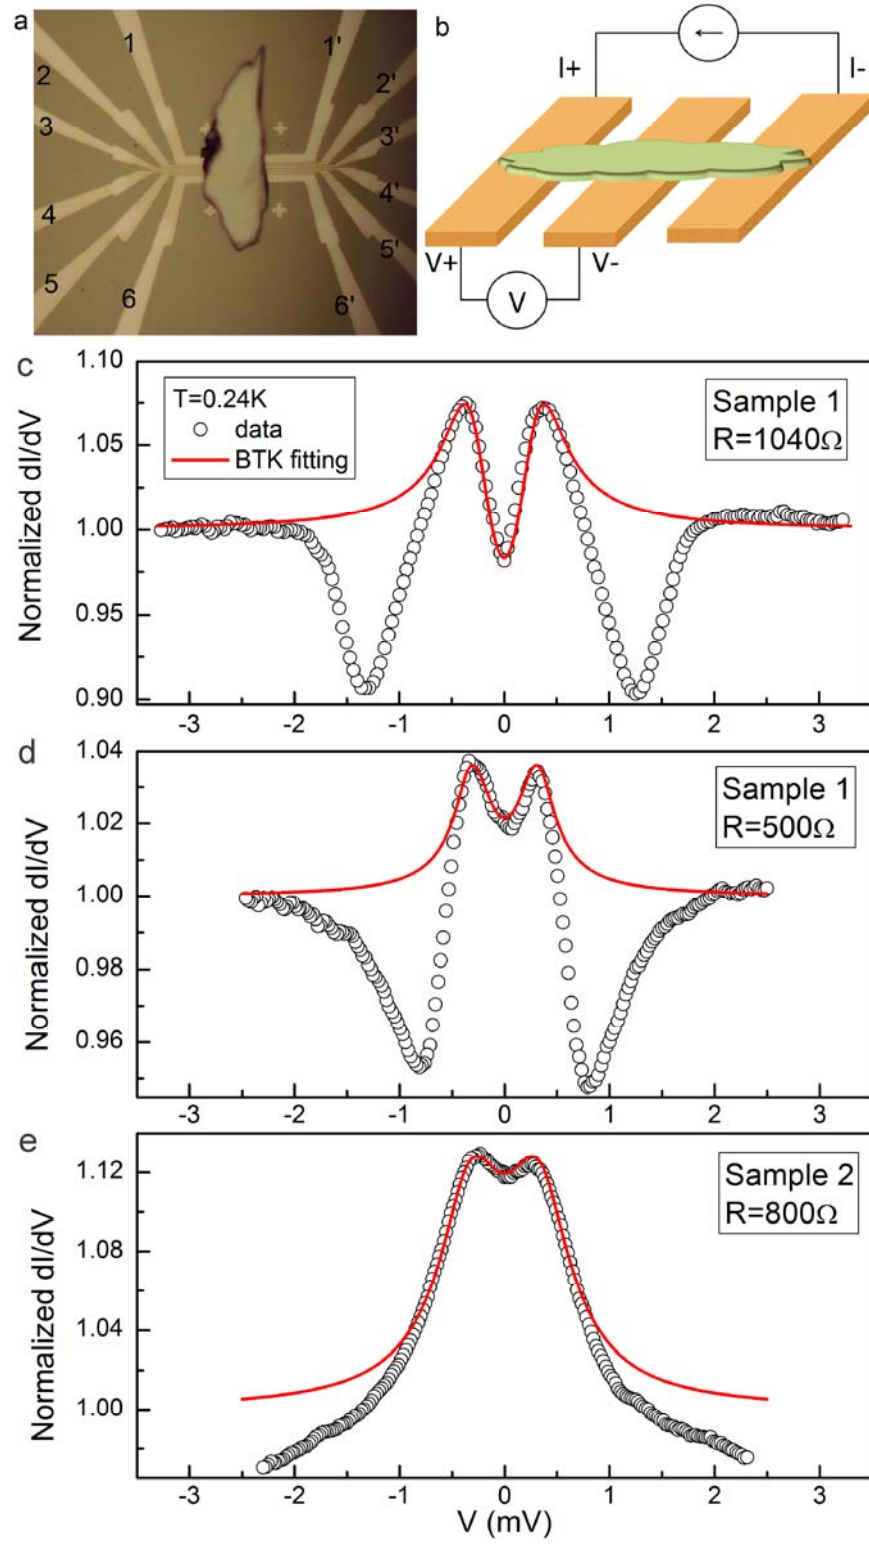 a
1
1'
2
2'
3
3'
4
4'
5
5'
6
6'
b
I+
I-
V+
V-
V
c
T=0.24K
data
BTK fitting
Sample 1
R=1040Ω
Normalized dI/dV
1.10
1.05
1.00
0.95
0.90
-3 -2 -1 0 1 2 3
d
Sample 1
R=500Ω
Normalized dI/dV
1.04
1.02
1.00
0.98
0.96
-3 -2 -1 0 1 2 3
e
Sample 2
R=800Ω
Normalized dI/dV
1.12
1.08
1.04
1.00
-3 -2 -1 0 1 2 3
V (mV)